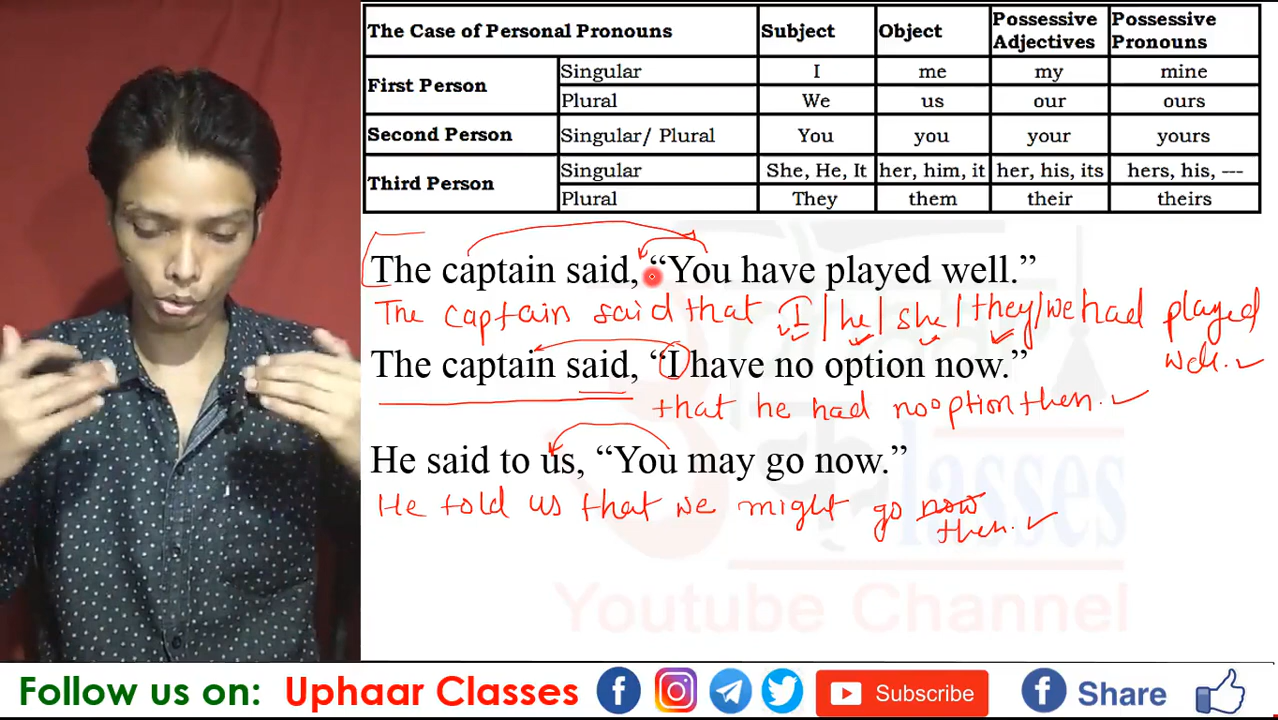 The Case of Personal Pronouns Subject Object Possessive Adjectives Possessive Pronouns
First Person Singular I me my mine
Plural We us our ours
Second Person Singular/ Plural You you your yours
Third Person Singular She, He, It her, him, it her, his, its hers, his, ---
Plural They them their theirs
The captain said, “You have played well.”
The captain said that I/he/she/they/we had played
well.
The captain said, “I have no option now.”
that he had no option then.
He said to us, “You may go now.”
He told us that we might go now
then.
lasses
Youtube Channel
Follow us on: Uphaar Classes Subscribe Share